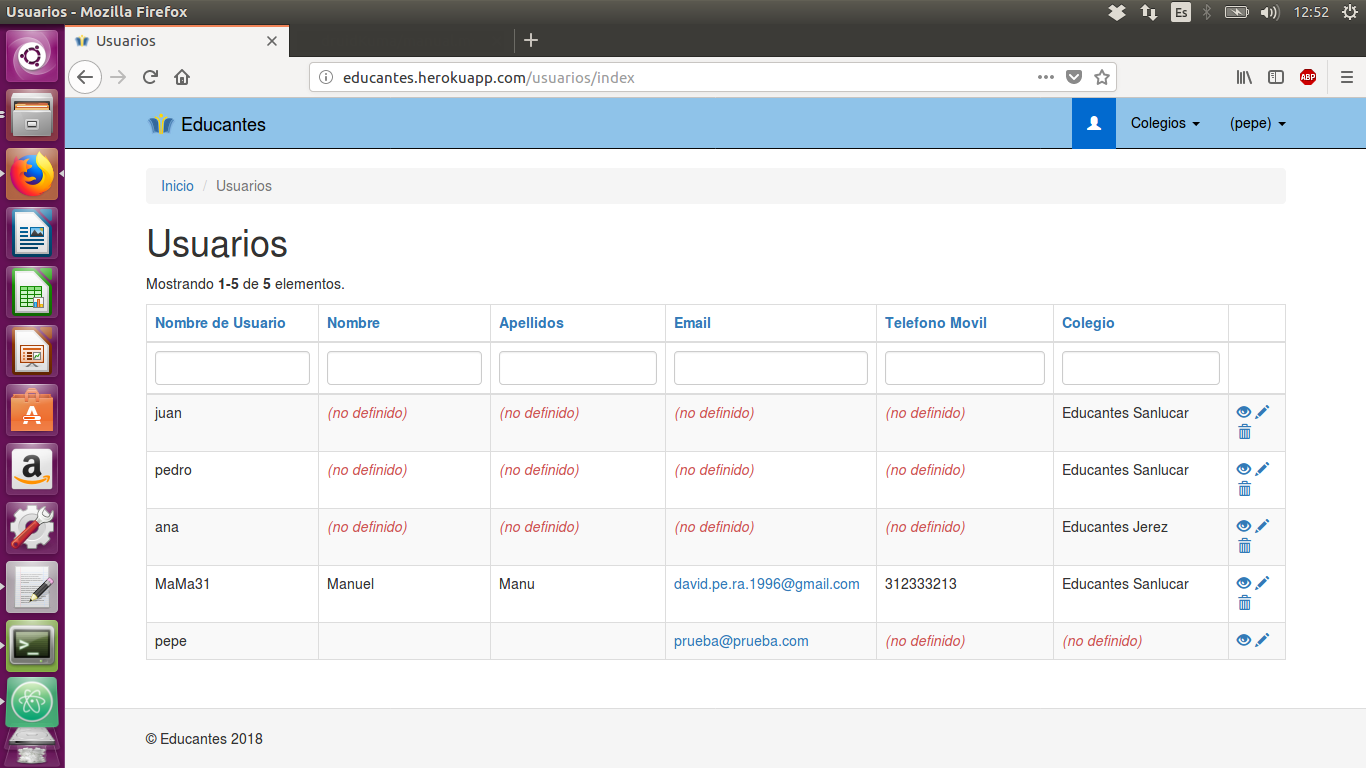 Usuarios - Mozilla Firefox
Es
12:52
Usuarios
educantes.herokuapp.com/usuarios/index
ABP
Educantes
Colegios
(pepe)
Inicio / Usuarios
Usuarios
Mostrando 1-5 de 5 elementos.
Nombre de Usuario Nombre Apellidos Email Telefono Movil Colegio
juan (no definido) (no definido) (no definido) (no definido) Educantes Sanlucar
pedro (no definido) (no definido) (no definido) (no definido) Educantes Sanlucar
ana (no definido) (no definido) (no definido) (no definido) Educantes Jerez
MaMa31 Manuel Manu david.pe.ra.1996@gmail.com 312333213 Educantes Sanlucar
pepe prueba@prueba.com (no definido) (no definido)
© Educantes 2018